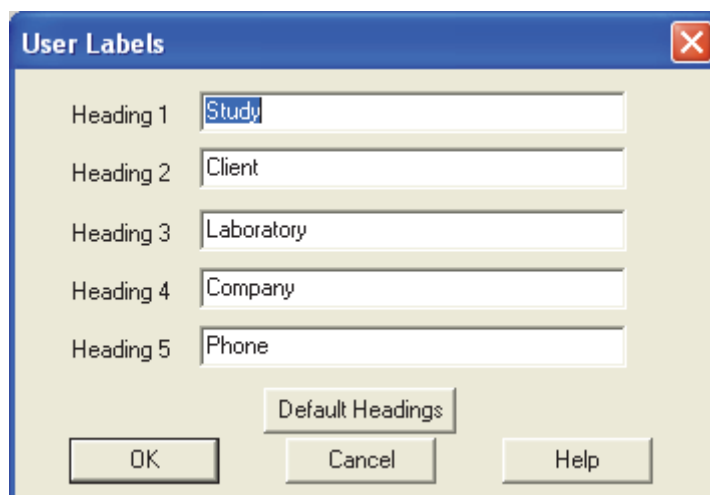 User Labels
Heading 1 Study
Heading 2 Client
Heading 3 Laboratory
Heading 4 Company
Heading 5 Phone
Default Headings
OK Cancel Help